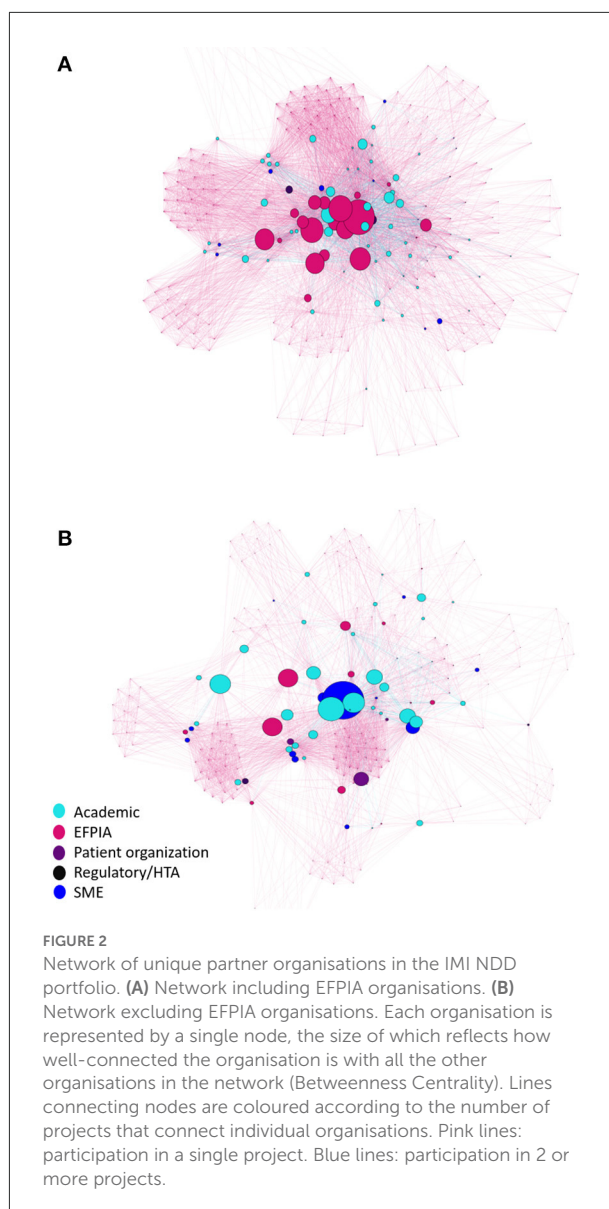 A
B
Academic
EFPIA
Patient organization
Regulatory/HTA
SME
FIGURE 2
Network of unique partner organisations in the IMI NDD
portfolio. (A) Network including EFPIA organisations. (B)
Network excluding EFPIA organisations. Each organisation is
represented by a single node, the size of which reflects how
well-connected the organisation is with all the other
organisations in the network (Betweenness Centrality). Lines
connecting nodes are coloured according to the number of
projects that connect individual organisations. Pink lines:
participation in a single project. Blue lines: participation in 2 or
more projects.